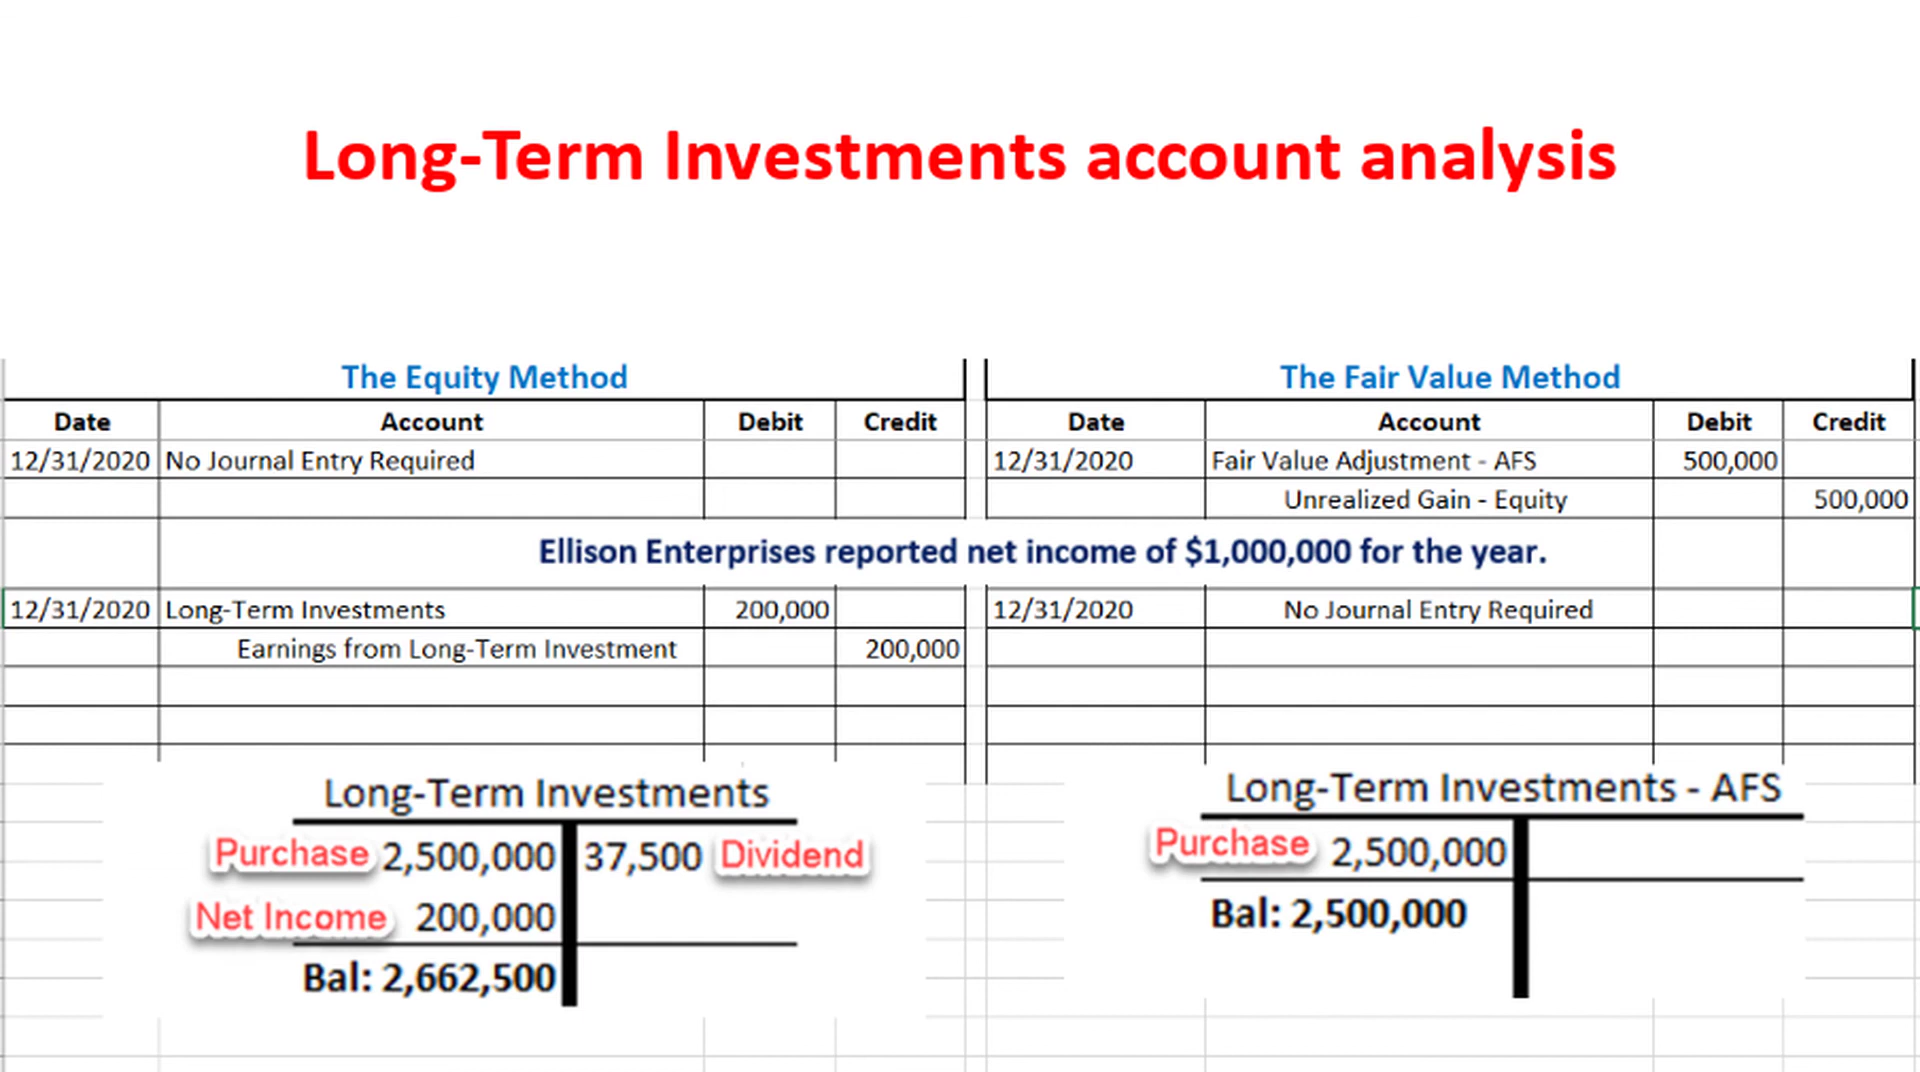 Long-Term Investments account analysis
The Equity Method
Date Account Debit Credit
12/31/2020 No Journal Entry Required
The Fair Value Method
Date Account Debit Credit
12/31/2020 Fair Value Adjustment - AFS 500,000
Unrealized Gain - Equity 500,000
Ellison Enterprises reported net income of $1,000,000 for the year.
12/31/2020 Long-Term Investments 200,000
Earnings from Long-Term Investment 200,000
12/31/2020 No Journal Entry Required
Long-Term Investments
Purchase 2,500,000 37,500 Dividend
Net Income 200,000
Bal: 2,662,500
Long-Term Investments - AFS
Purchase 2,500,000
Bal: 2,500,000